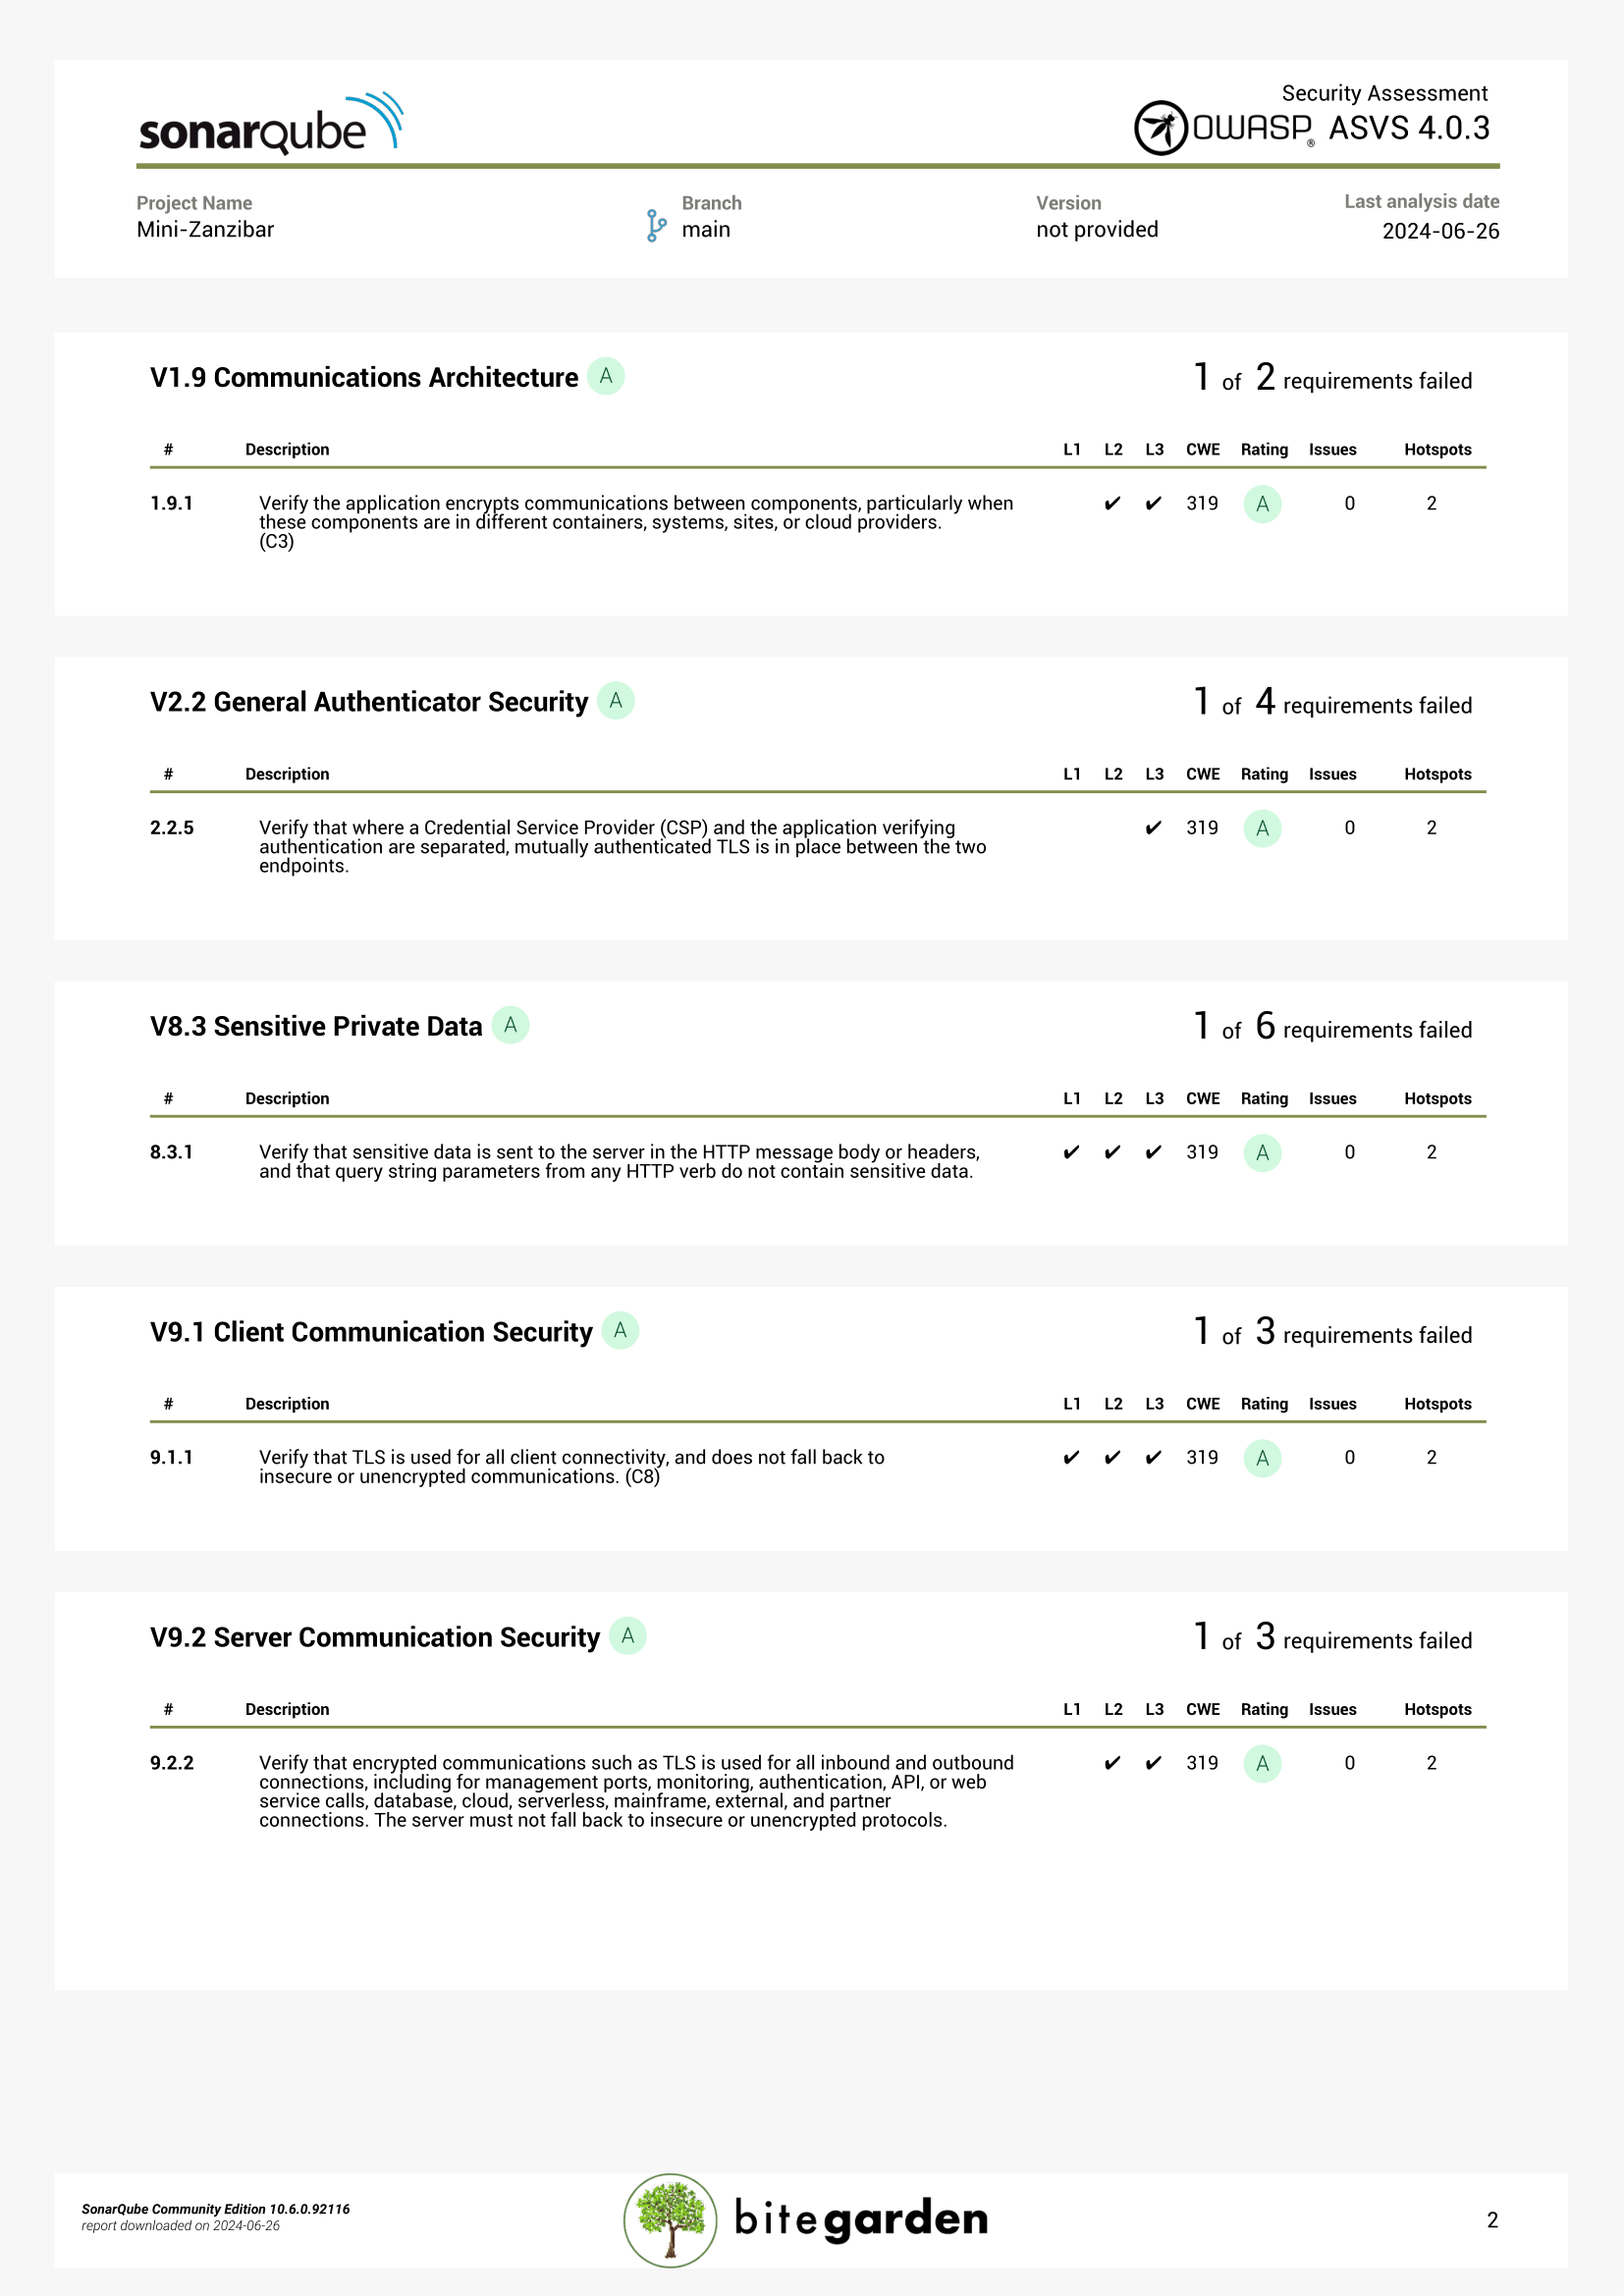 sonarqube
Security Assessment
OWASP® ASVS 4.0.3
Project Name Branch Version Last analysis date
Mini-Zanzibar main not provided 2024-06-26
V1.9 Communications Architecture A 1 of 2 requirements failed
# Description L1 L2 L3 CWE Rating Issues Hotspots
1.9.1 Verify the application encrypts communications between components, particularly when ✔ ✔ 319 A 0 2
these components are in different containers, systems, sites, or cloud providers.
(C3)
V2.2 General Authenticator Security A 1 of 4 requirements failed
# Description L1 L2 L3 CWE Rating Issues Hotspots
2.2.5 Verify that where a Credential Service Provider (CSP) and the application verifying ✔ 319 A 0 2
authentication are separated, mutually authenticated TLS is in place between the two
endpoints.
V8.3 Sensitive Private Data A 1 of 6 requirements failed
# Description L1 L2 L3 CWE Rating Issues Hotspots
8.3.1 Verify that sensitive data is sent to the server in the HTTP message body or headers, ✔ ✔ ✔ 319 A 0 2
and that query string parameters from any HTTP verb do not contain sensitive data.
V9.1 Client Communication Security A 1 of 3 requirements failed
# Description L1 L2 L3 CWE Rating Issues Hotspots
9.1.1 Verify that TLS is used for all client connectivity, and does not fall back to ✔ ✔ ✔ 319 A 0 2
insecure or unencrypted communications. (C8)
V9.2 Server Communication Security A 1 of 3 requirements failed
# Description L1 L2 L3 CWE Rating Issues Hotspots
9.2.2 Verify that encrypted communications such as TLS is used for all inbound and outbound ✔ ✔ 319 A 0 2
connections, including for management ports, monitoring, authentication, API, or web
service calls, database, cloud, serverless, mainframe, external, and partner
connections. The server must not fall back to insecure or unencrypted protocols.
SonarQube Community Edition 10.6.0.92116
report downloaded on 2024-06-26
bitegarden
2